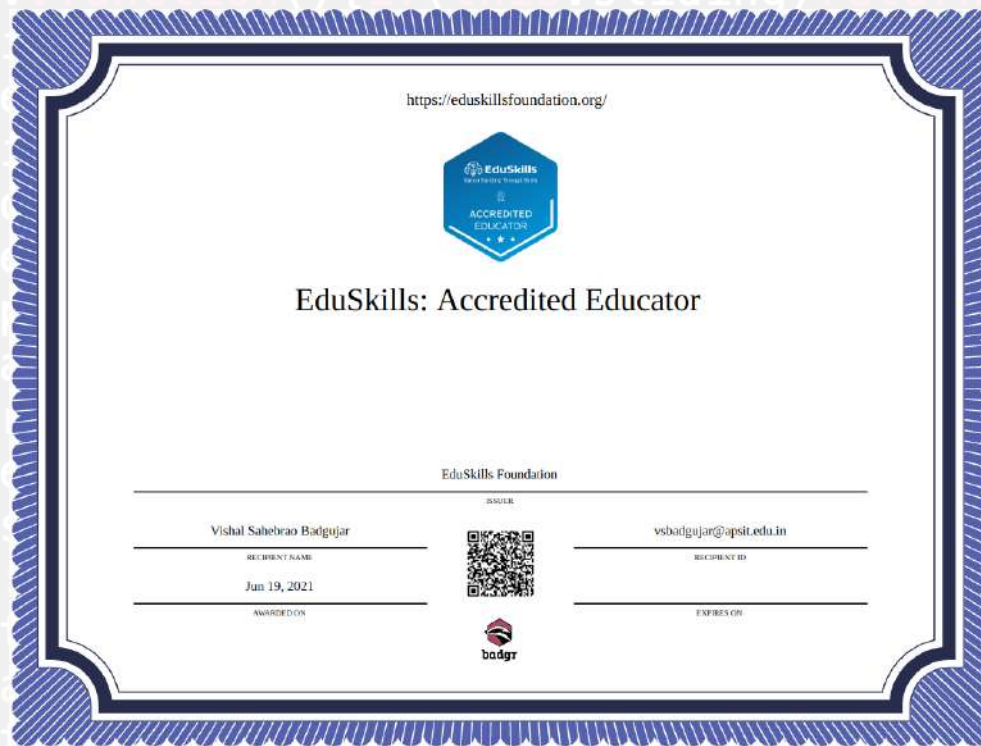 https://eduskillsfoundation.org/
EduSkills
ACCREDITED
EDUCATOR
EduSkills: Accredited Educator
EduSkills Foundation
ISSUER
Vishal Sahebrao Badgujar
vsbadgujar@apsit.edu.in
RECIPIENT NAME
RECIPIENT ID
Jun 19, 2021
AWARDED ON
EXPIRES ON
badgr